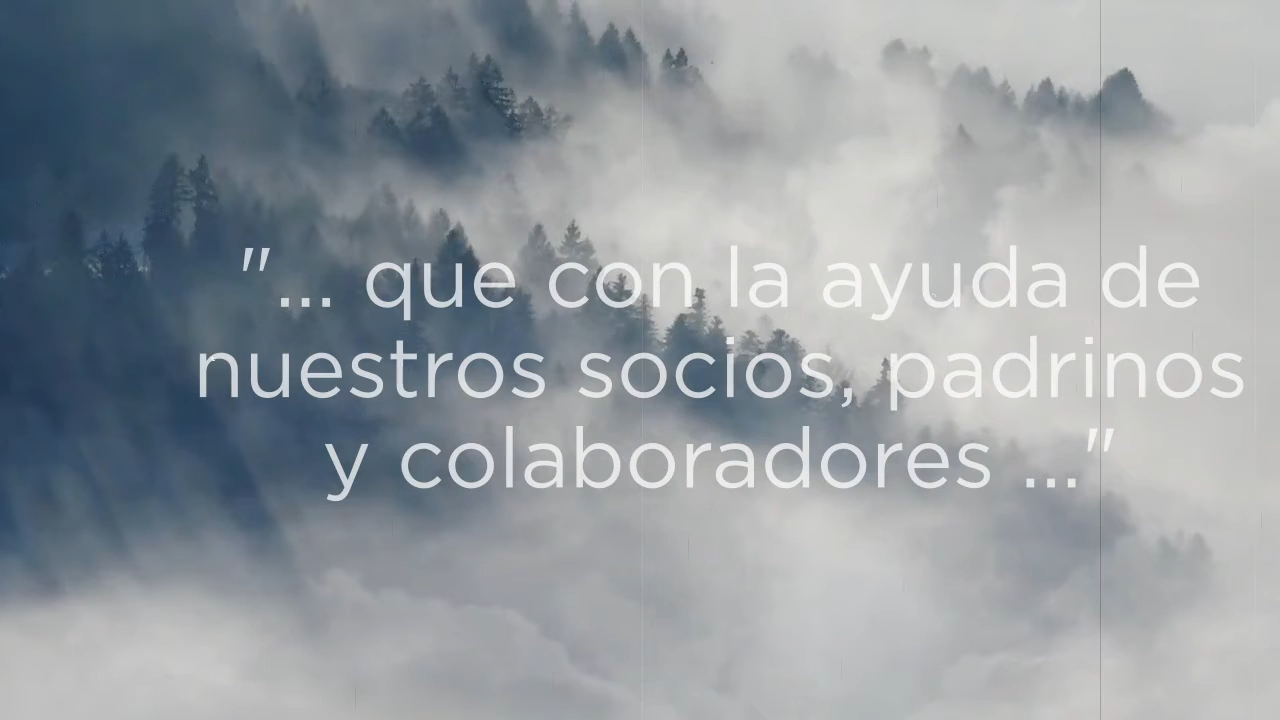 "... que con la ayuda de
nuestros socios, padrinos
y colaboradores ..."